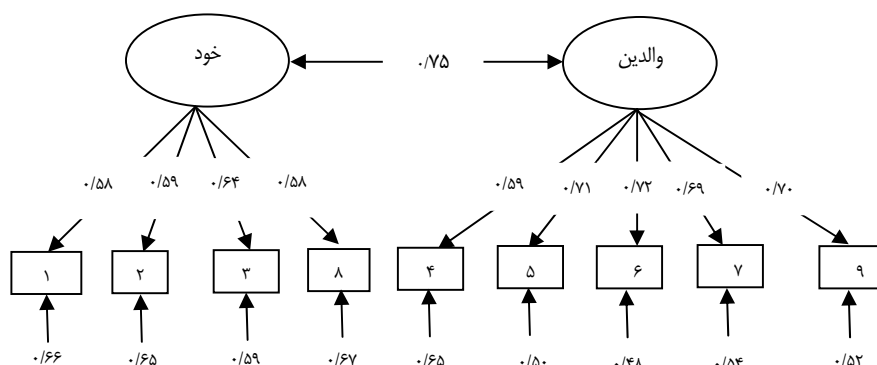 خود
والدین
۰/۷۵
۰/۵۸ ۰/۵۹ ۰/۶۴ ۰/۵۸
۰/۵۹ ۰/۷۱ ۰/۷۲ ۰/۶۹ ۰/۷۰
۱ ۲ ۳ ۸ ۴ ۵ ۶ ۷ ۹
۰/۶۶ ۰/۶۵ ۰/۵۹ ۰/۶۷ ۰/۶۵ ۰/۵۰ ۰/۴۸ ۰/۵۴ ۰/۵۲